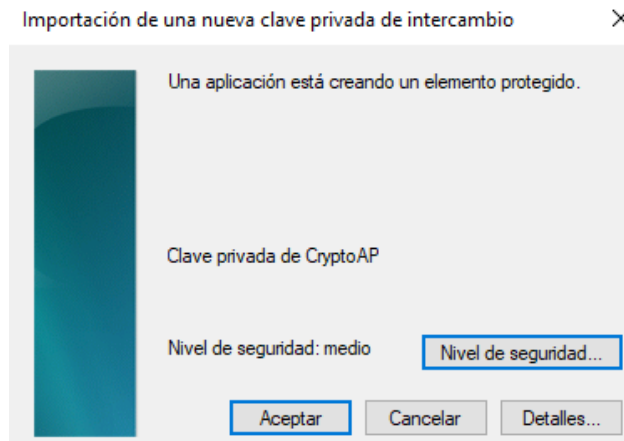 Importación de una nueva clave privada de intercambio
Una aplicación está creando un elemento protegido.
Clave privada de CryptoAP
Nivel de seguridad: medio
Nivel de seguridad...
Aceptar
Cancelar
Detalles...